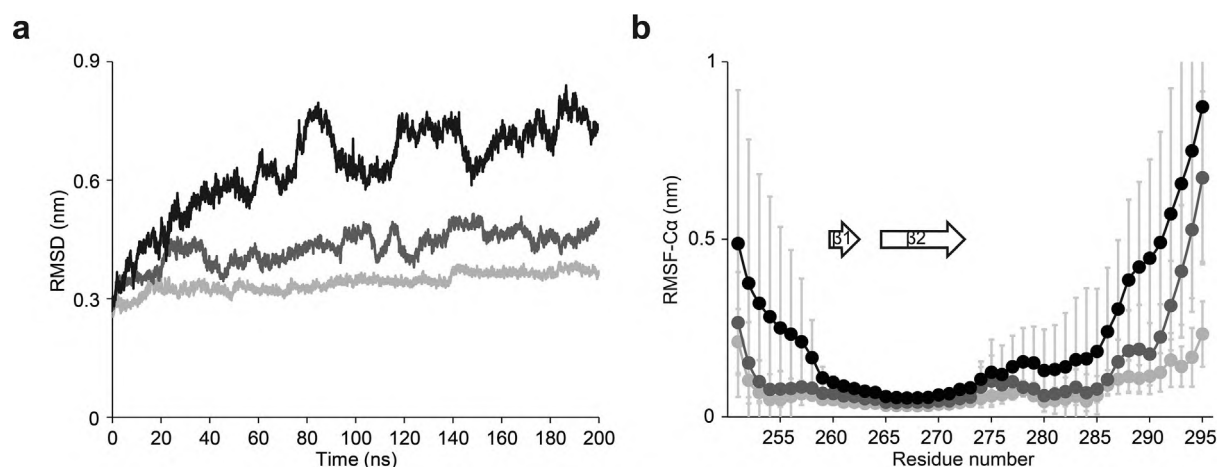 a
RMSD (nm)
0.9
0.6
0.3
0
0 20 40 60 80 100 120 140 160 180 200
Time (ns)
b
RMSF-Cα (nm)
1
0.5
0
β1 β2
255 260 265 270 275 280 285 290 295
Residue number